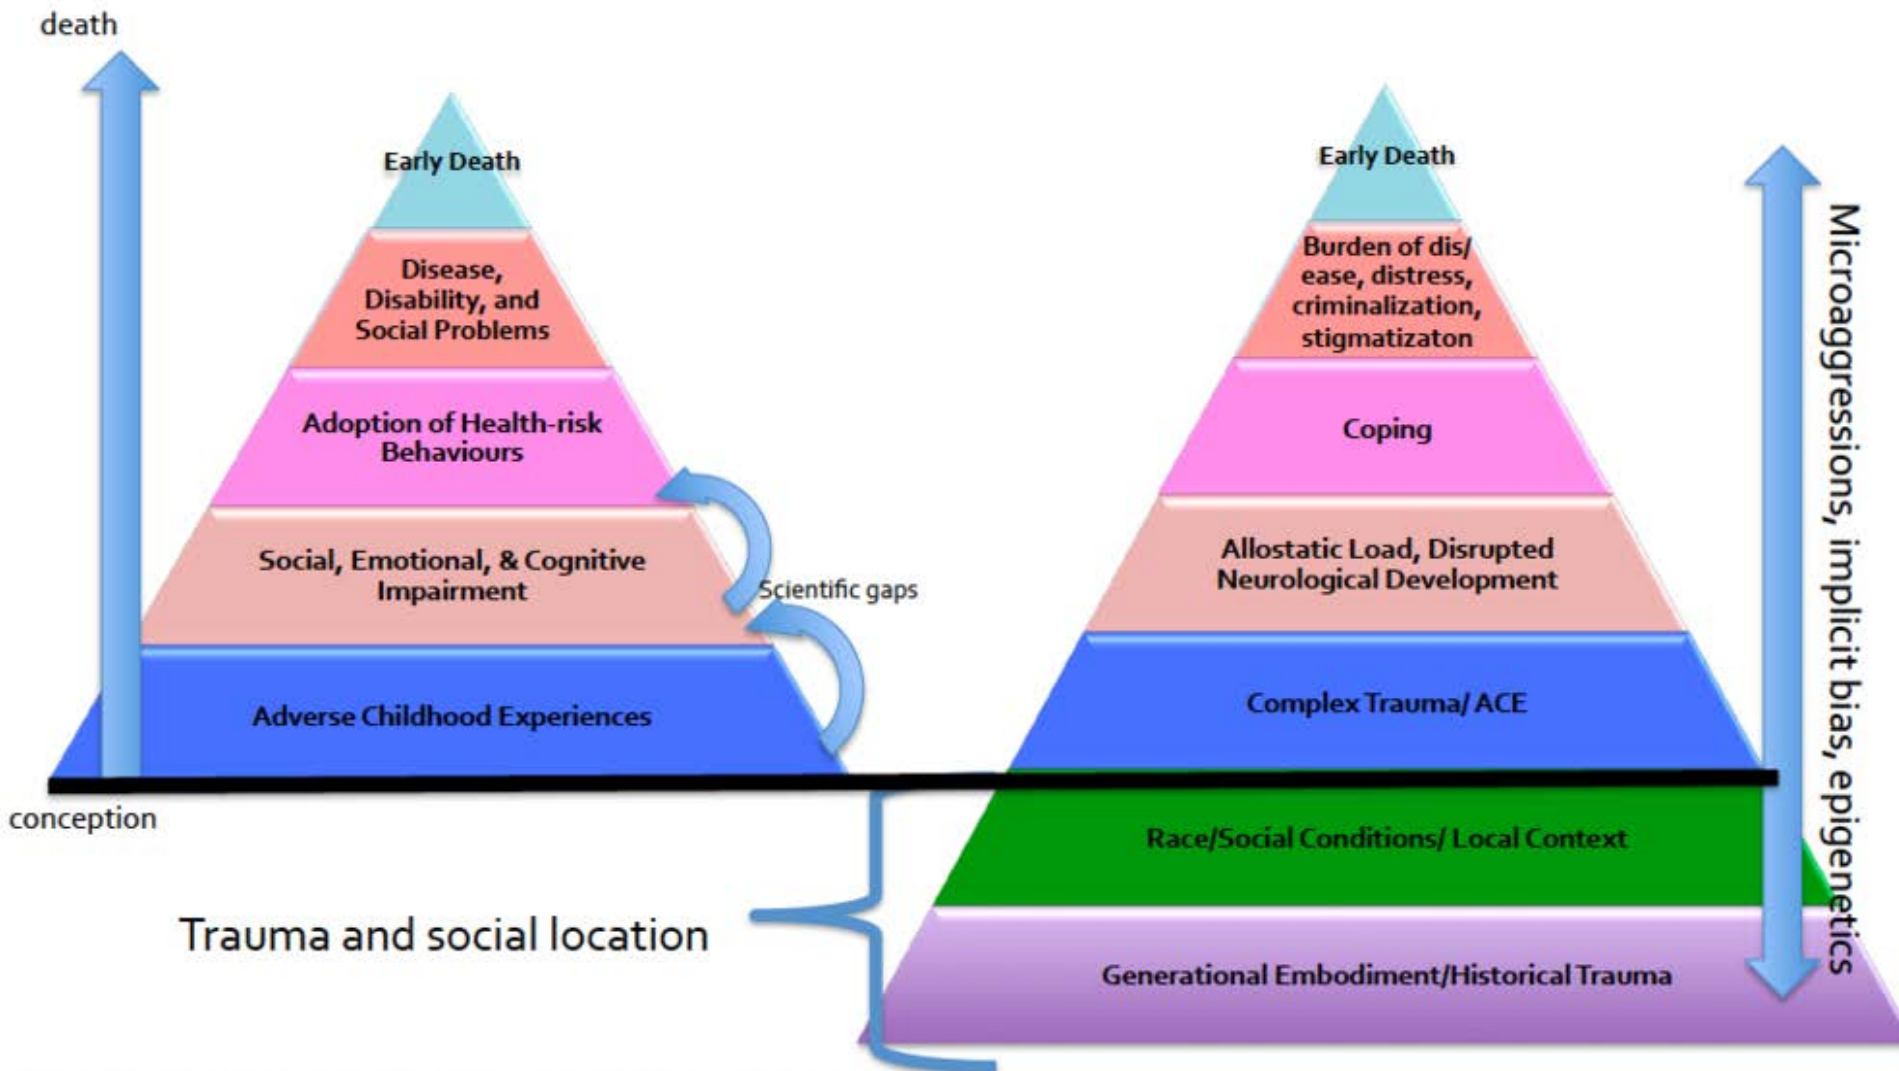 death
Early Death
Disease,
Disability, and
Social Problems
Adoption of Health-risk
Behaviours
Social, Emotional, & Cognitive
Impairment
Scientific gaps
Adverse Childhood Experiences
conception
Trauma and social location
Early Death
Burden of dis/
ease, distress,
criminalization,
stigmatizaton
Coping
Allostatic Load, Disrupted
Neurological Development
Complex Trauma/ ACE
Race/Social Conditions/ Local Context
Generational Embodiment/Historical Trauma
Microaggressions, implicit bias, epigenetics